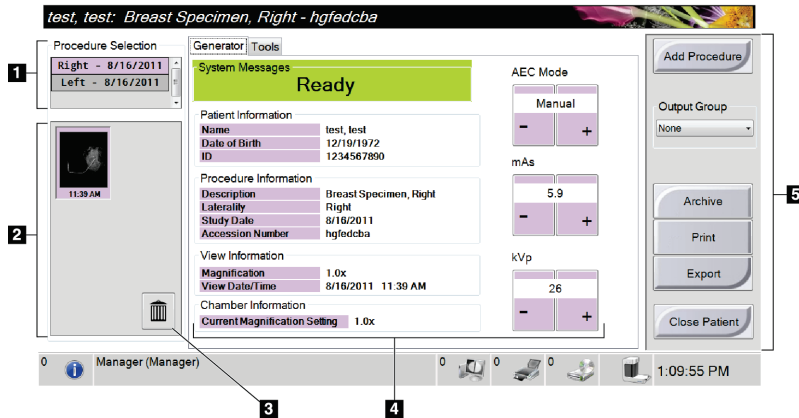 test, test:  Breast Specimen, Right - hgfedcba
Procedure Selection
Right - 8/16/2011
Left - 8/16/2011
11:39 AM
Generator Tools
System Messages
Ready
Patient Information
Name test, test
Date of Birth 12/19/1972
ID 1234567890
Procedure Information
Description Breast Specimen, Right
Laterality Right
Study Date 8/16/2011
Accession Number hgfedcba
View Information
Magnification 1.0x
View Date/Time 8/16/2011 11:39 AM
Chamber Information
Current Magnification Setting 1.0x
AEC Mode
Manual
- +
mAs
5.9
- +
kVp
26
- +
Add Procedure
Output Group
None
Archive
Print
Export
Close Patient
0 Manager (Manager) 0 0 0 1:09:55 PM
1
2
3
4
5